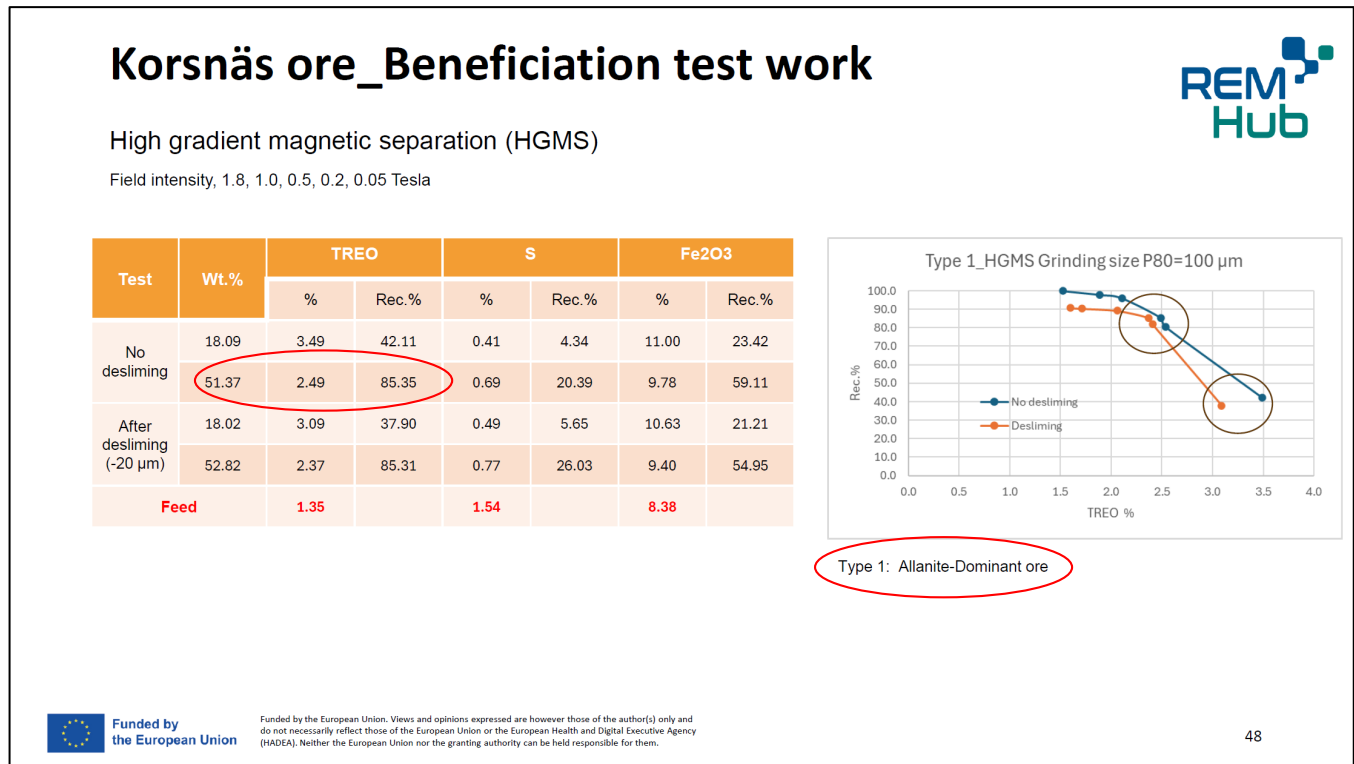 Korsnäs ore_Beneficiation test work
REM
Hub
High gradient magnetic separation (HGMS)
Field intensity, 1.8, 1.0, 0.5, 0.2, 0.05 Tesla
Test Wt.% TREO S Fe2O3
% Rec.% % Rec.% % Rec.%
No desliming 18.09 3.49 42.11 0.41 4.34 11.00 23.42
51.37 2.49 85.35 0.69 20.39 9.78 59.11
After desliming (-20 µm) 18.02 3.09 37.90 0.49 5.65 10.63 21.21
52.82 2.37 85.31 0.77 26.03 9.40 54.95
Feed 1.35 1.54 8.38
Type 1_HGMS Grinding size P80=100 µm
100.0
90.0
80.0
70.0
60.0
50.0
40.0
30.0
20.0
10.0
0.0
Rec.%
No desliming
Desliming
0.0 0.5 1.0 1.5 2.0 2.5 3.0 3.5 4.0
TREO %
Type 1: Allanite-Dominant ore
Funded by
the European Union
Funded by the European Union. Views and opinions expressed are however those of the author(s) only and
do not necessarily reflect those of the European Union or the European Health and Digital Executive Agency
(HADEA). Neither the European Union nor the granting authority can be held responsible for them.
48